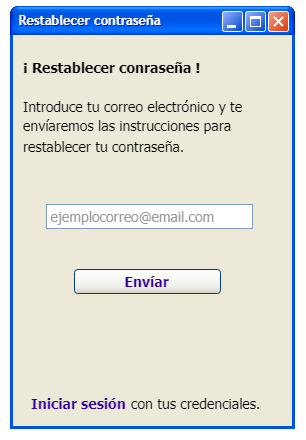 Restablecer contraseña
¡ Restablecer conraseña !
Introduce tu correo electrónico y te
envíaremos las instrucciones para
restablecer tu contraseña.
ejemplocorreo@email.com
Envíar
Iniciar sesión con tus credenciales.